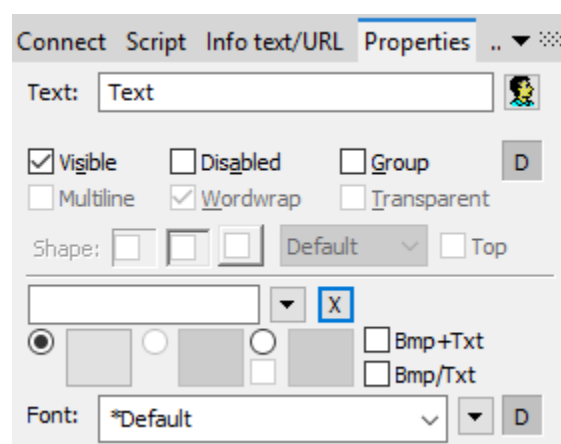 Connect Script Info text/URL Properties ..
Text: Text
Visible Disabled Group D
Multiline Wordwrap Transparent
Shape: Default Top
X
Bmp+Txt
Bmp/Txt
Font: *Default D